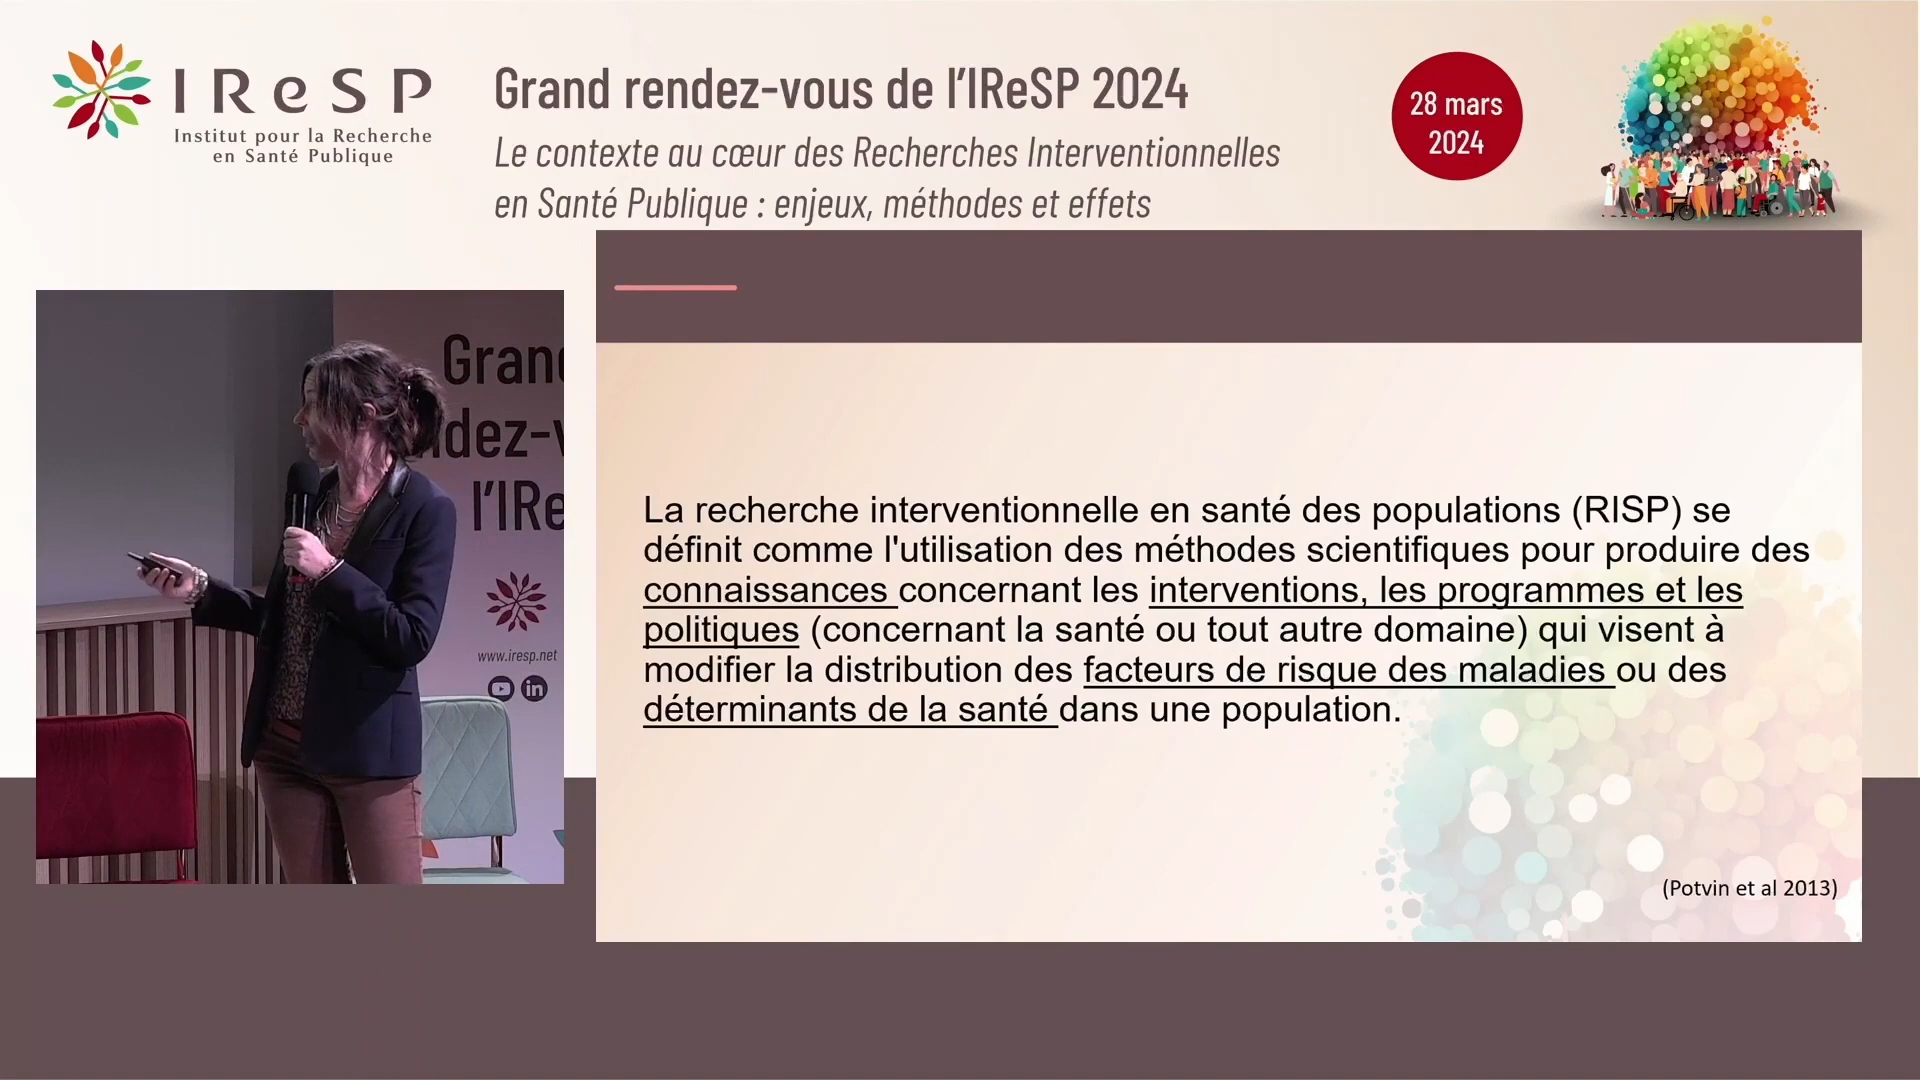 IReSP
Institut pour la Recherche
en Santé Publique
Grand rendez-vous de l’IReSP 2024
Le contexte au cœur des Recherches Interventionnelles
en Santé Publique : enjeux, méthodes et effets
28 mars
2024
Grand
dez-v
l’IRe
www.iresp.net
in
La recherche interventionnelle en santé des populations (RISP) se
définit comme l'utilisation des méthodes scientifiques pour produire des
connaissances concernant les interventions, les programmes et les
politiques (concernant la santé ou tout autre domaine) qui visent à
modifier la distribution des facteurs de risque des maladies ou des
déterminants de la santé dans une population.
(Potvin et al 2013)